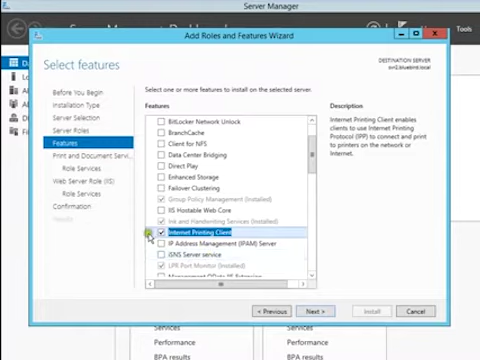 Server Manager
Tools
Add Roles and Features Wizard
Select features
DESTINATION SERVER
Before You Begin
Installation Type
Server Selection
Server Roles
Features
Print and Document Servi...
Role Services
Web Server Role (IIS)
Role Services
Confirmation
Results
Select one or more features to install on the selected server.
Features
BitLocker Network Unlock
BranchCache
Client for NFS
Data Center Bridging
Direct Play
Enhanced Storage
Failover Clustering
Group Policy Management (Installed)
IIS Hostable Web Core
Ink and Handwriting Services (Installed)
Internet Printing Client
IP Address Management (IPAM) Server
iSNS Server service
LPR Port Monitor (Installed)
Management OData IIS Extension
Description
Internet Printing Client enables
clients to use Internet Printing
Protocol (IPP) to connect and print
to printers on the network or
Internet.
< Previous
Next >
Install
Cancel
Services
Performance
BPA results
Services
Performance
BPA results